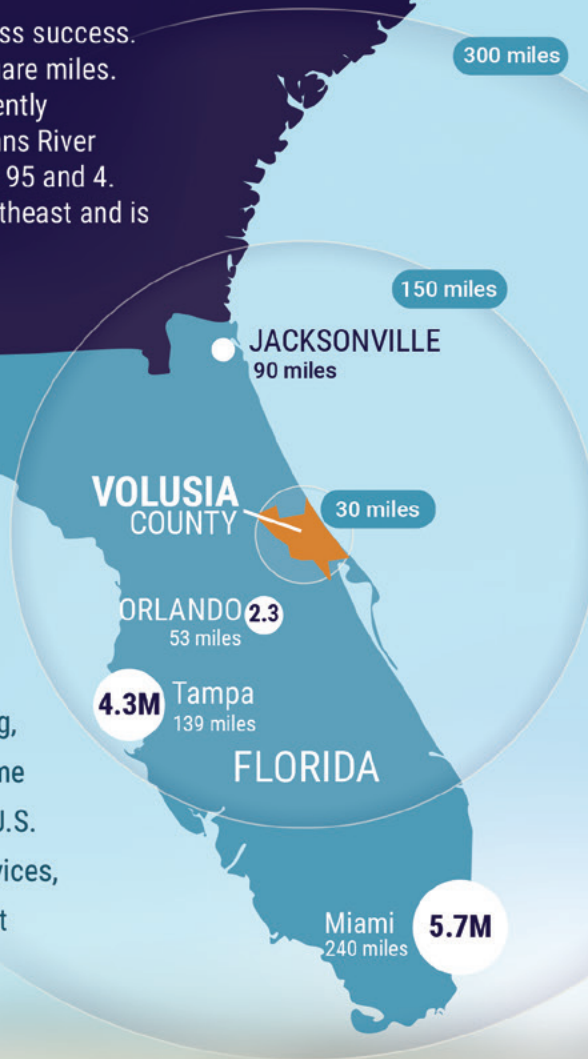 ss success.
are miles.
ently
ns River
95 and 4.
theast and is
300 miles
150 miles
JACKSONVILLE
90 miles
VOLUSIA
COUNTY
30 miles
ORLANDO 2.3
53 miles
4.3M Tampa
139 miles
FLORIDA
g,
me
J.S.
vices,
t
Miami 5.7M
240 miles